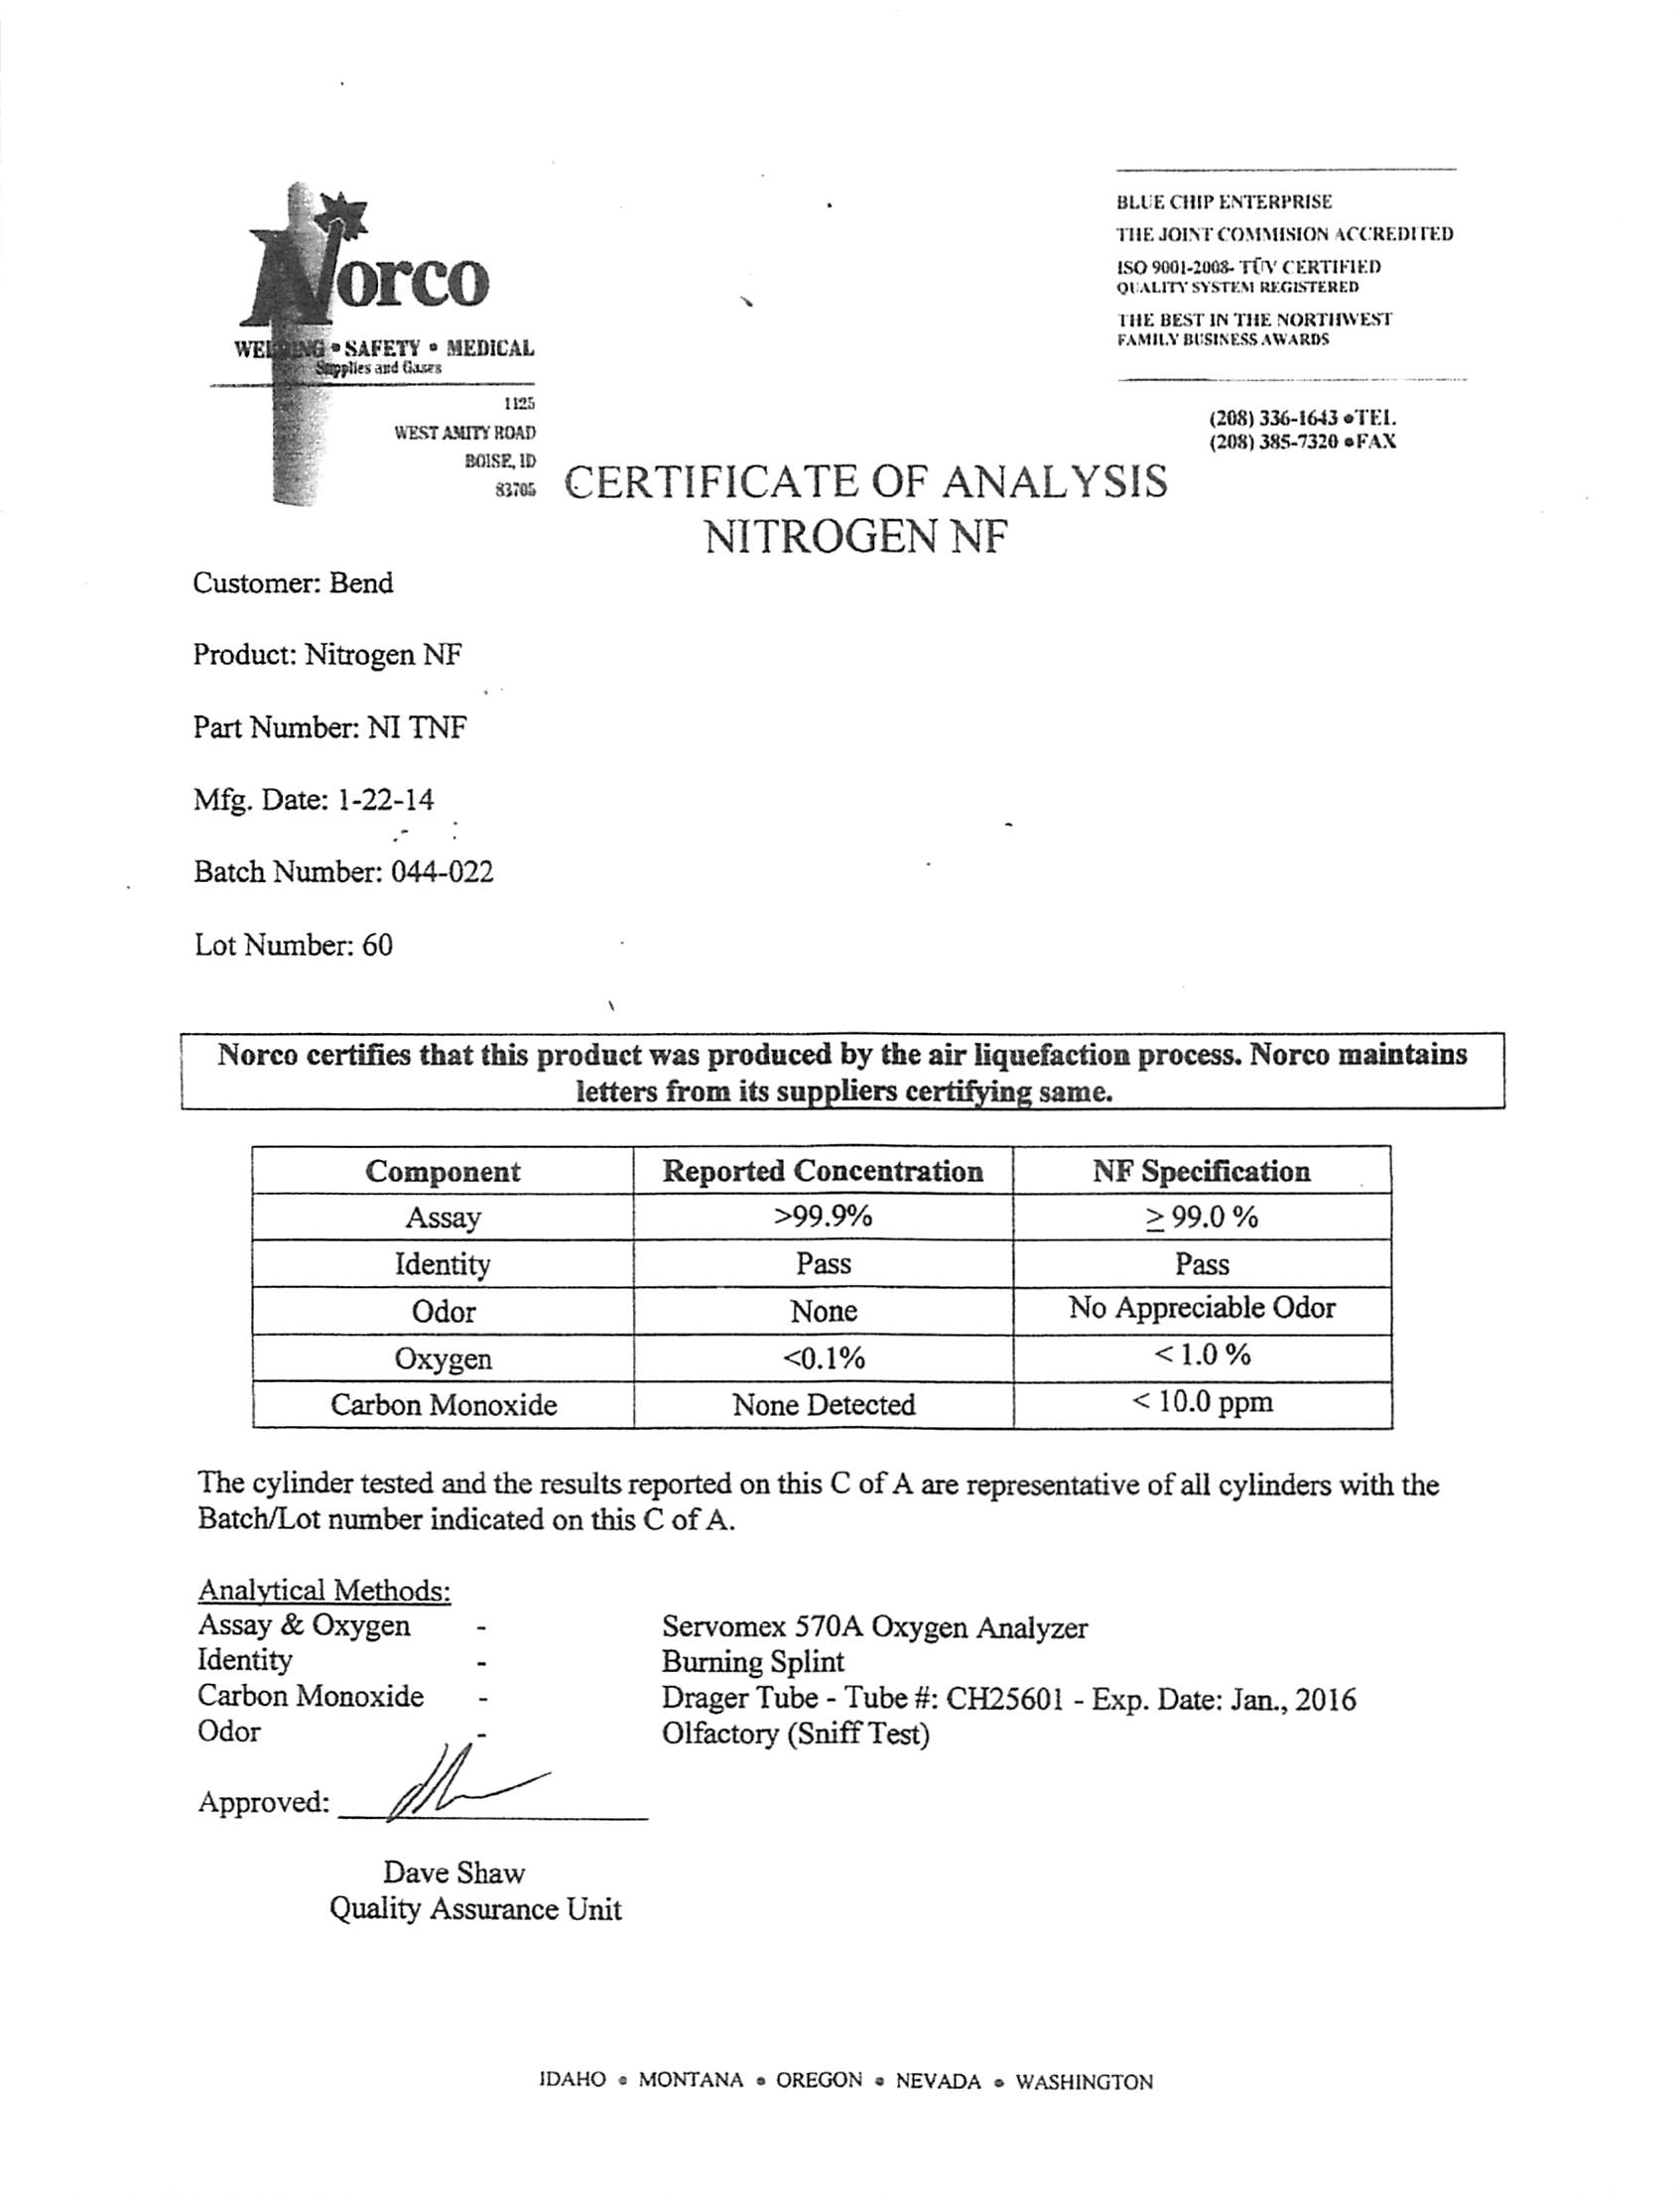 Norco
WELDING • SAFETY • MEDICAL
Supplies and Gases
1125
WEST AMITY ROAD
BOISE, ID
83705
BLUE CHIP ENTERPRISE
THE JOINT COMMISION ACCREDITED
ISO 9001-2008- TÜV CERTIFIED
QUALITY SYSTEM REGISTERED
THE BEST IN THE NORTHWEST
FAMILY BUSINESS AWARDS
(208) 336-1643 • TEL.
(208) 385-7320 • FAX
CERTIFICATE OF ANALYSIS
NITROGEN NF
Customer: Bend
Product: Nitrogen NF
Part Number: NI TNF
Mfg. Date: 1-22-14
Batch Number: 044-022
Lot Number: 60
Norco certifies that this product was produced by the air liquefaction process. Norco maintains
letters from its suppliers certifying same.
Component Reported Concentration NF Specification
Assay >99.9% ≥ 99.0 %
Identity Pass Pass
Odor None No Appreciable Odor
Oxygen <0.1% < 1.0 %
Carbon Monoxide None Detected < 10.0 ppm
The cylinder tested and the results reported on this C of A are representative of all cylinders with the
Batch/Lot number indicated on this C of A.
Analytical Methods:
Assay & Oxygen - Servomex 570A Oxygen Analyzer
Identity - Burning Splint
Carbon Monoxide - Drager Tube - Tube #: CH25601 - Exp. Date: Jan., 2016
Odor - Olfactory (Sniff Test)
Approved:
Dave Shaw
Quality Assurance Unit
IDAHO • MONTANA • OREGON • NEVADA • WASHINGTON